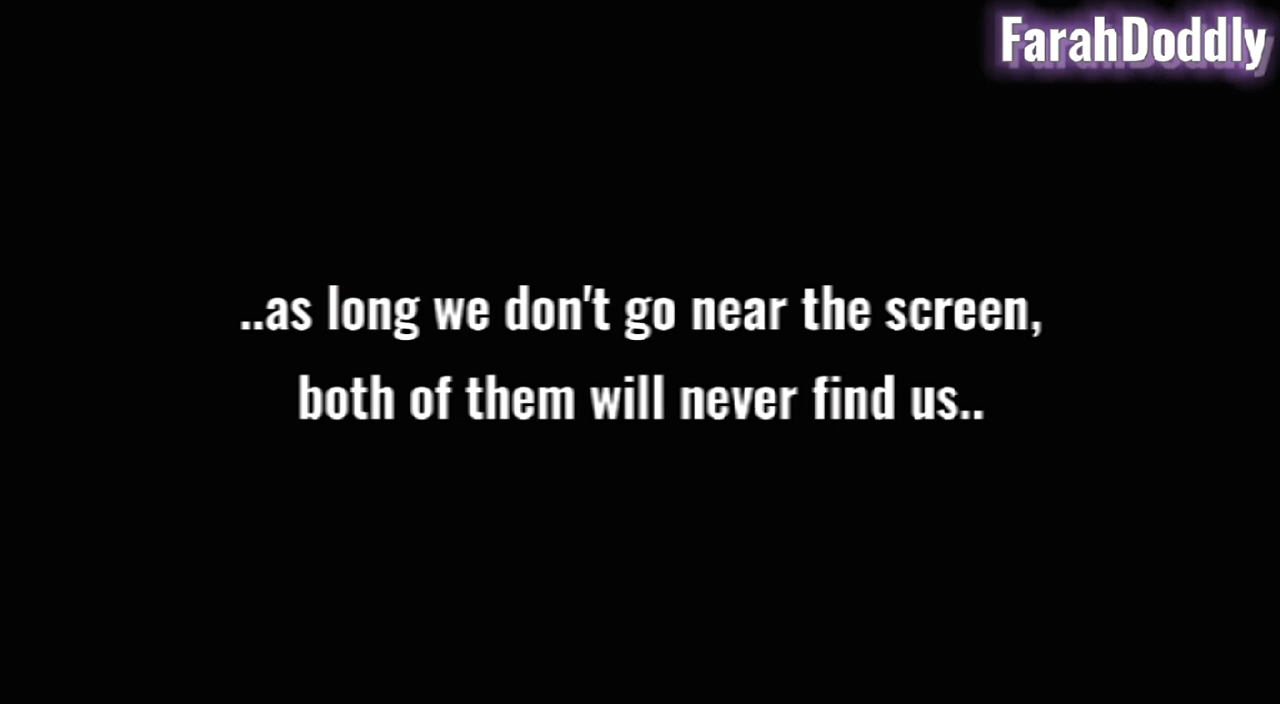 FarahDoddly
..as long we don't go near the screen,
both of them will never find us..